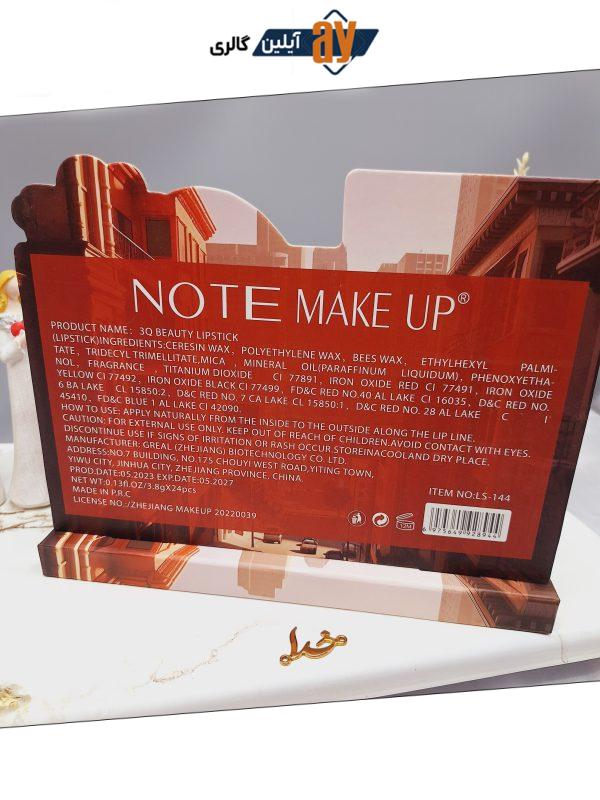 آیلین گالری ay
NOTE MAKE UP®
PRODUCT NAME: 3Q BEAUTY LIPSTICK
(LIPSTICK)INGREDIENTS:CERESIN WAX, POLYETHYLENE WAX, BEES WAX, ETHYLHEXYL PALMI-
TATE, TRIDECYL TRIMELLITATE,MICA , MINERAL OIL(PARAFFINUM LIQUIDUM), PHENOXYETHA-
NOL, FRAGRANCE , TITANIUM DIOXIDE CI 77891, IRON OXIDE RED CI 77491, IRON OXIDE
YELLOW CI 77492, IRON OXIDE BLACK CI 77499, FD&C RED NO.40 AL LAKE CI 16035, D&C RED NO.
6 BA LAKE CL 15850:2, D&C RED NO. 7 CA LAKE CL 15850:1, D&C RED NO. 28 AL LAKE C I
45410, FD&C BLUE 1 AL LAKE CI 42090.
HOW TO USE: APPLY NATURALLY FROM THE INSIDE TO THE OUTSIDE ALONG THE LIP LINE.
CAUTION: FOR EXTERNAL USE ONLY. KEEP OUT OF REACH OF CHILDREN.AVOID CONTACT WITH EYES.
DISCONTINUE USE IF SIGNS OF IRRITATION OR RASH OCCUR STOREINACOOLAND DRY PLACE.
MANUFACTURER: GREAL (ZHEJIANG) BIOTECHNOLOGY CO. LTD.
ADDRESS:NO.7 BUILDING, NO.175 CHOUYI WEST ROAD,YITING TOWN,
YIWU CITY, JINHUA CITY, ZHEJIANG PROVINCE, CHINA
PROD.DATE:05.2023 EXP.DATE:05.2027
NET WT:0.13fl.OZ/3.8gX24pcs
MADE IN P.R.C
LICENSE NO.:/ZHEJIANG MAKEUP 20220039
ITEM NO:LS-144
12M
6 975649 928944
خدا